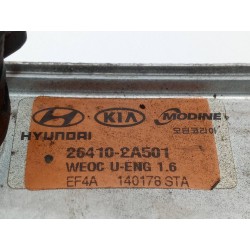 KIA MODINE
HYUNDAI 모딘코리아
26410-2A501
WEOC U-ENG 1.6
EF4A 140178 STA